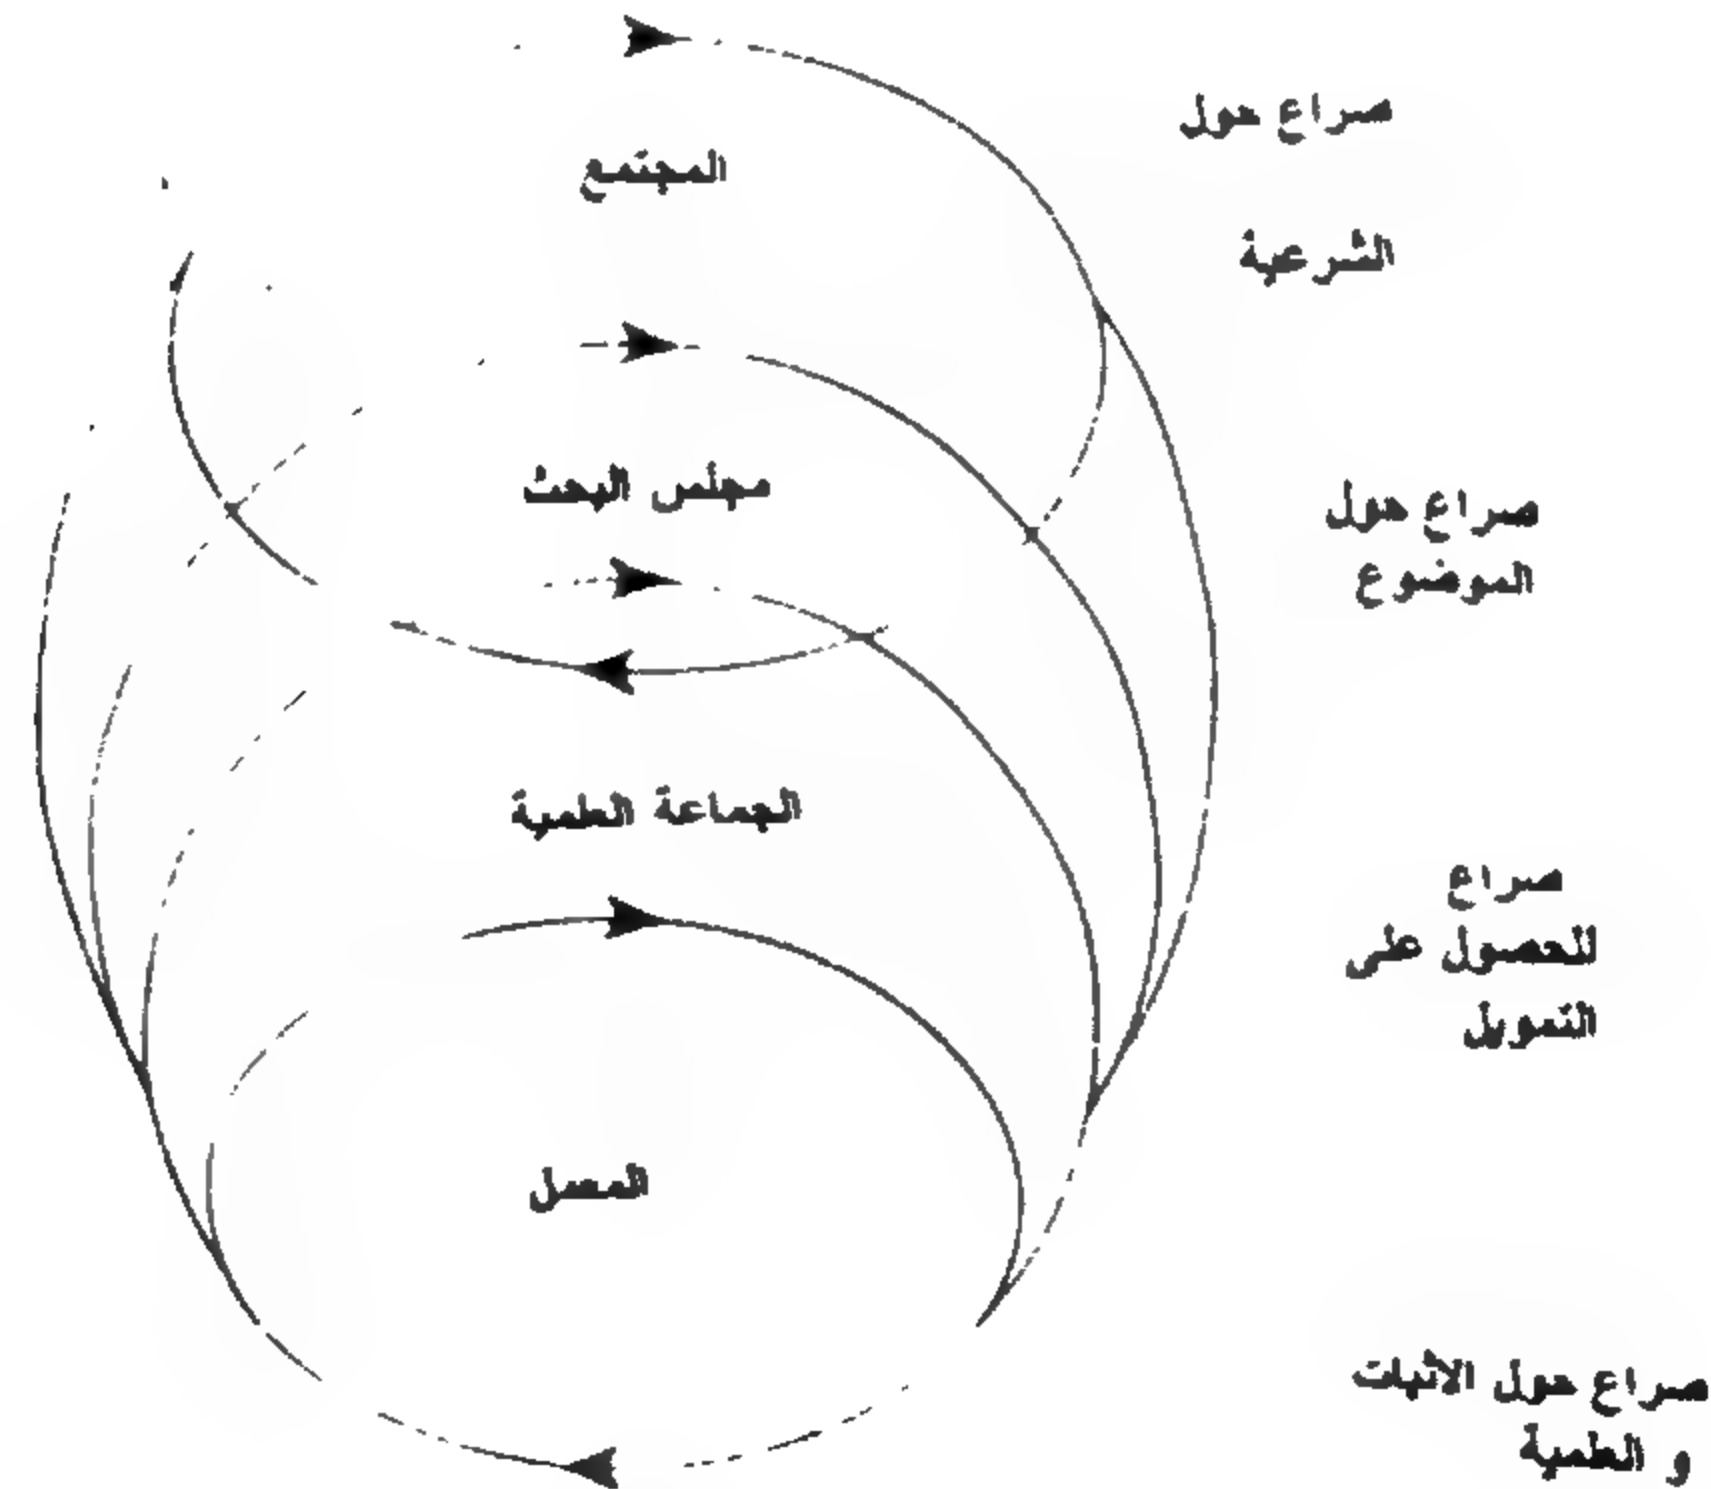 صراع حول
المجتمع
الشرعية
مجلس البحث
صراع حول
الموضوع
الجماعة العلمية
صراع
للحصول على
التمويل
المعمل
صراع حول الاثبات
و العلمية